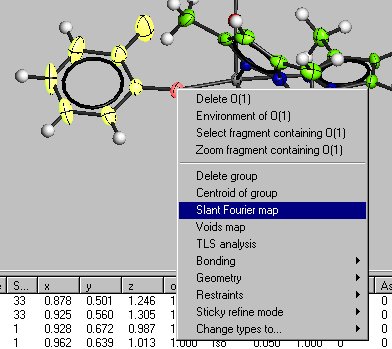 Delete O(1)
Environment of O(1)
Select fragment containing O(1)
Zoom fragment containing O(1)
Delete group
Centroid of group
Slant Fourier map
Voids map
TLS analysis
Bonding
Geometry
Restraints
Sticky refine mode
Change types to...
S... x y z o As
33 0.878 0.501 1.246 1. 0
33 0.925 0.560 1.305 1. 0
1 0.928 0.672 0.987 1. 0
1 0.962 0.639 1.013 1.000 Iso 0.050 1.000 0 0